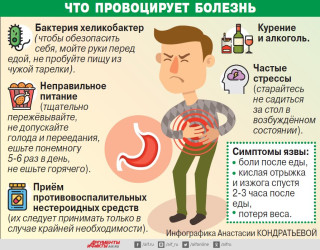 ЧТО ПРОВОЦИРУЕТ БОЛЕЗНЬ
Бактерия хеликобактер
(чтобы обезопасить
себя, мойте руки перед
едой, не пробуйте пищу из
чужой тарелки).
Неправильное
питание
(тщательно
пережёвывайте,
не допускайте
голода и переедания,
ешьте понемногу
5-6 раз в день,
не ешьте горячего).
Приём
противовоспалительных
нестероидных средств
(их следует принимать только в
случае крайней необходимости).
Курение
и алкоголь.
Частые
стрессы
(старайтесь
не садиться
за стол в
возбуждённом
состоянии).
Симптомы язвы:
• боли после еды,
• кислая отрыжка
и изжога спустя
2-3 часа после
еды,
• потеря веса.
Инфографика Анастасии КОНДРАТЬЕВОЙ
АРГУМЕНТЫ
И ФАКТЫ